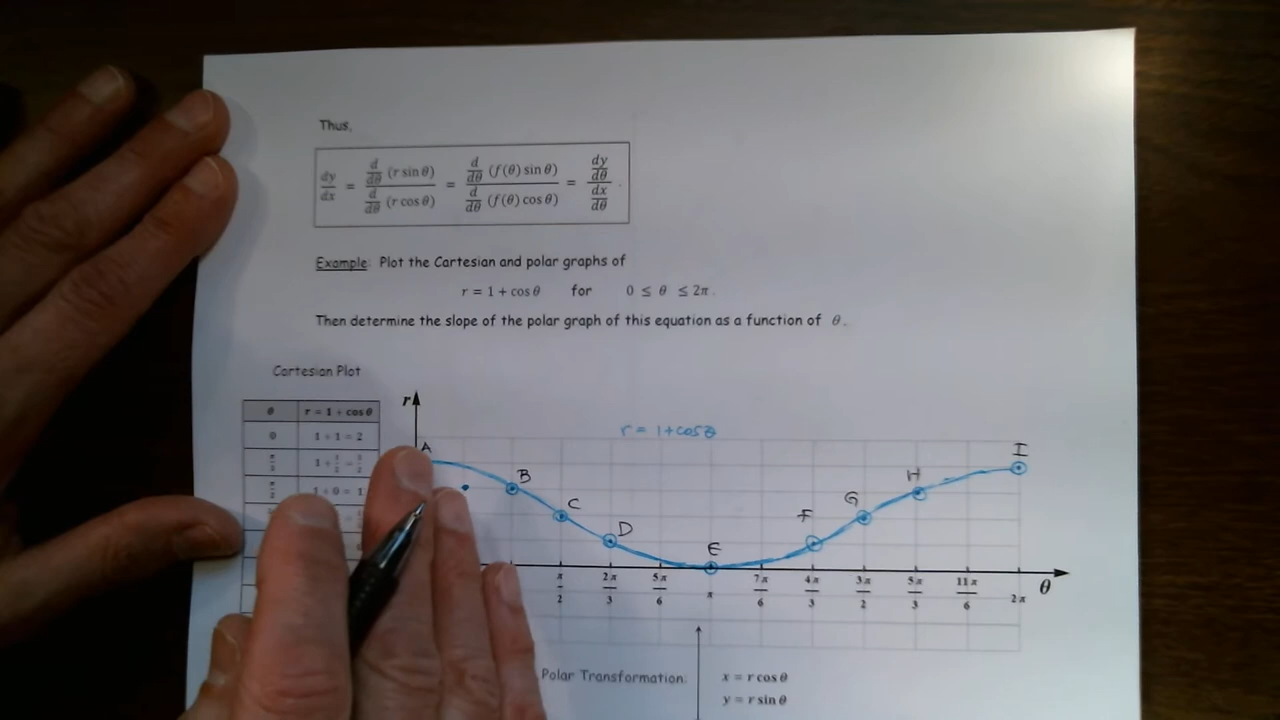 Thus,
dy/dx = d/dθ (r sin θ) / d/dθ (r cos θ) = d/dθ (f(θ) sin θ) / d/dθ (f(θ) cos θ) = dy/dθ / dx/dθ .
Example: Plot the Cartesian and polar graphs of
r = 1 + cos θ for 0 ≤ θ ≤ 2π .
Then determine the slope of the polar graph of this equation as a function of θ .
Cartesian Plot
θ r = 1 + cos θ
0 1 + 1 = 2
1 + 1/2 = 3/2
π/2 1 + 0 = 1
r
r = 1+cosθ
A
B
C
D
E
F
G
H
I
π/2 2π/3 5π/6 π 7π/6 4π/3 3π/2 5π/3 11π/6 2π θ
Polar Transformation: x = r cos θ
y = r sin θ